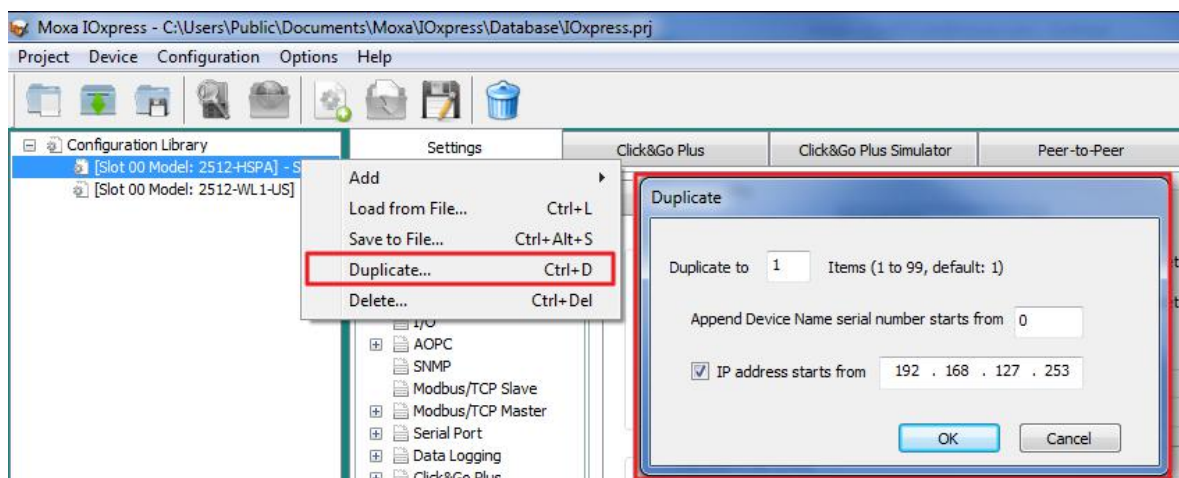 Moxa IOxpress - C:\Users\Public\Documents\Moxa\IOxpress\Database\IOxpress.prj
Project Device Configuration Options Help
Configuration Library
[Slot 00 Model: 2512-HSPA] - S
[Slot 00 Model: 2512-WL1-US]
Settings
Click&Go Plus
Click&Go Plus Simulator
Peer-to-Peer
Add
Load from File... Ctrl+L
Save to File... Ctrl+Alt+S
Duplicate... Ctrl+D
Delete... Ctrl+Del
I/O
AOPC
SNMP
Modbus/TCP Slave
Modbus/TCP Master
Serial Port
Data Logging
Click&Go Plus
Duplicate
Duplicate to 1 Items (1 to 99, default: 1)
Append Device Name serial number starts from 0
IP address starts from 192 . 168 . 127 . 253
OK Cancel